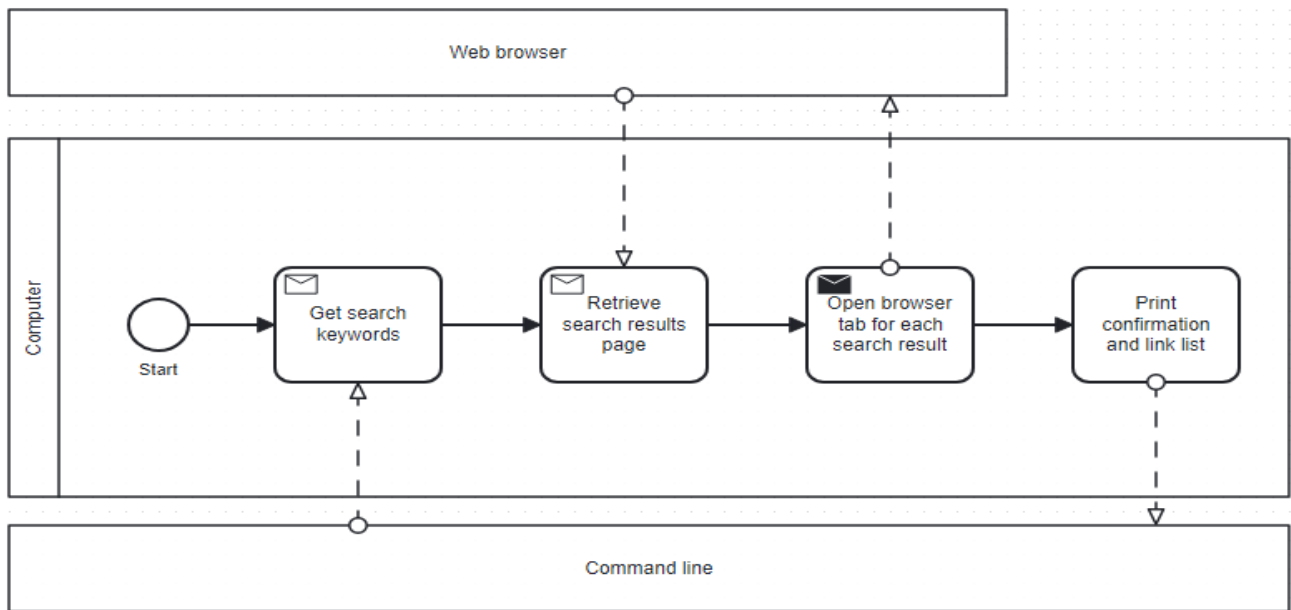 Web browser
Computer
Start
Get search
keywords
Retrieve
search results
page
Open browser
tab for each
search result
Print
confirmation
and link list
Command line